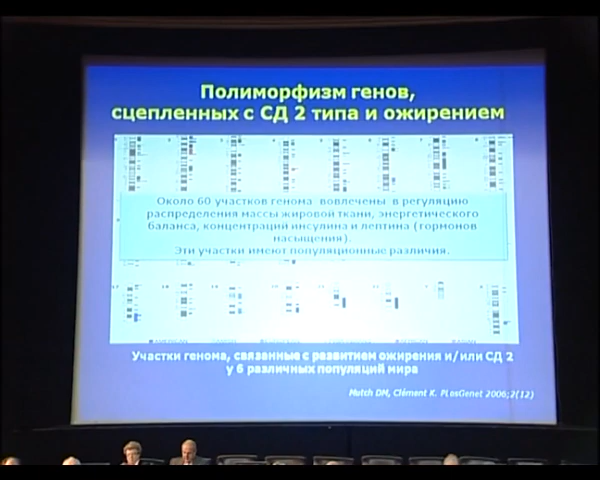 Полиморфизм генов,
сцепленных с СД 2 типа и ожирением
Около 60 участков генома вовлечены в регуляцию
распределения массы жировой ткани, энергетического
баланса, концентраций инсулина и лептина (гормонов
насыщения).
Эти участки имеют популяционные различия.
Участки генома, связанные с развитием ожирения и/или СД 2
у 6 различных популяций мира
Mutch DM, Clément K. PLosGenet 2006;2(12)